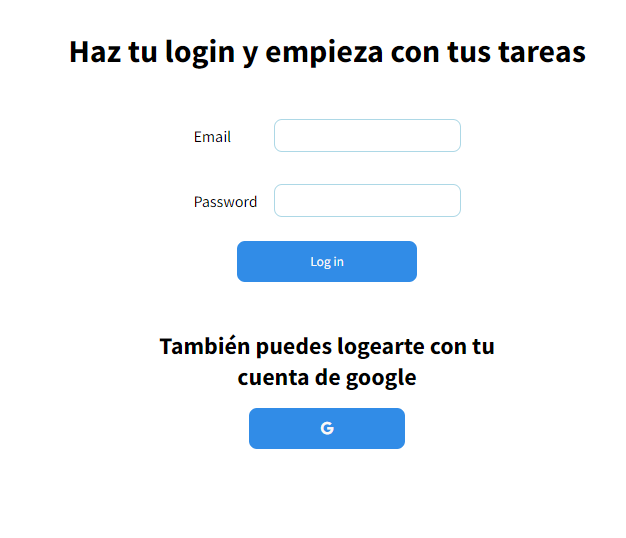 Haz tu login y empieza con tus tareas
Email
Password
Log in
También puedes logearte con tu
cuenta de google
G